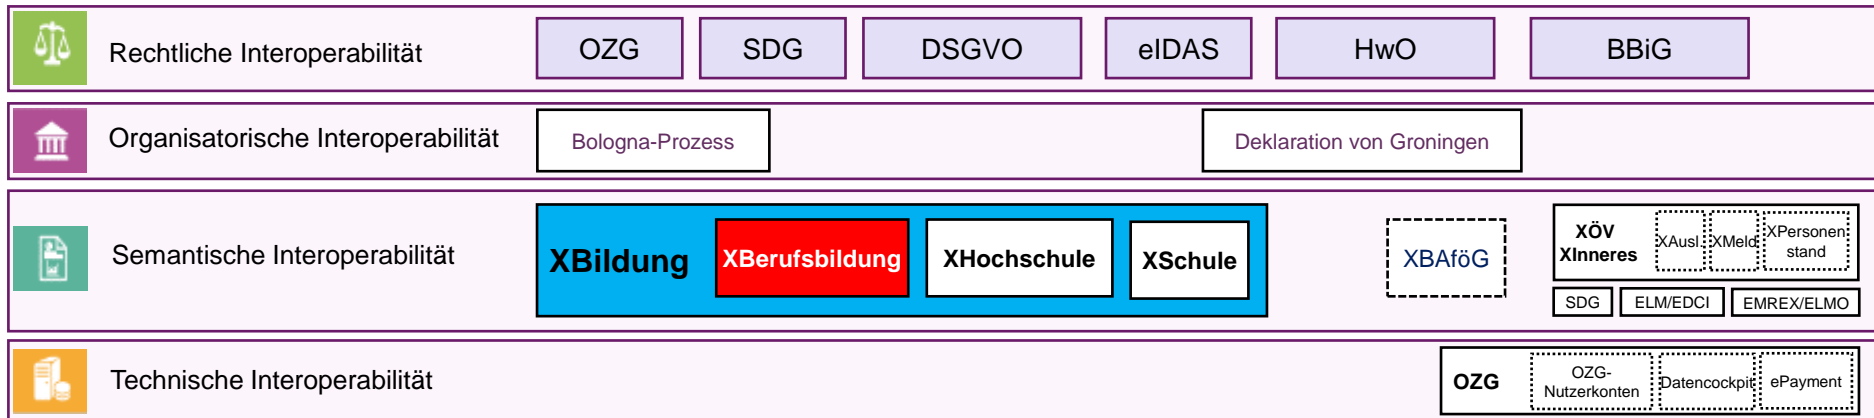 Rechtliche Interoperabilität
OZG
SDG
DSGVO
eIDAS
HwO
BBiG
Organisatorische Interoperabilität
Bologna-Prozess
Deklaration von Groningen
Semantische Interoperabilität
XBildung
XBerufsbildung
XHochschule
XSchule
XBAföG
XÖV
XInneres
XAusl.
XMeld
XPersonen
stand
SDG
ELM/EDCI
EMREX/ELMO
Technische Interoperabilität
OZG
OZG-
Nutzerkonten
Datencockpit
ePayment